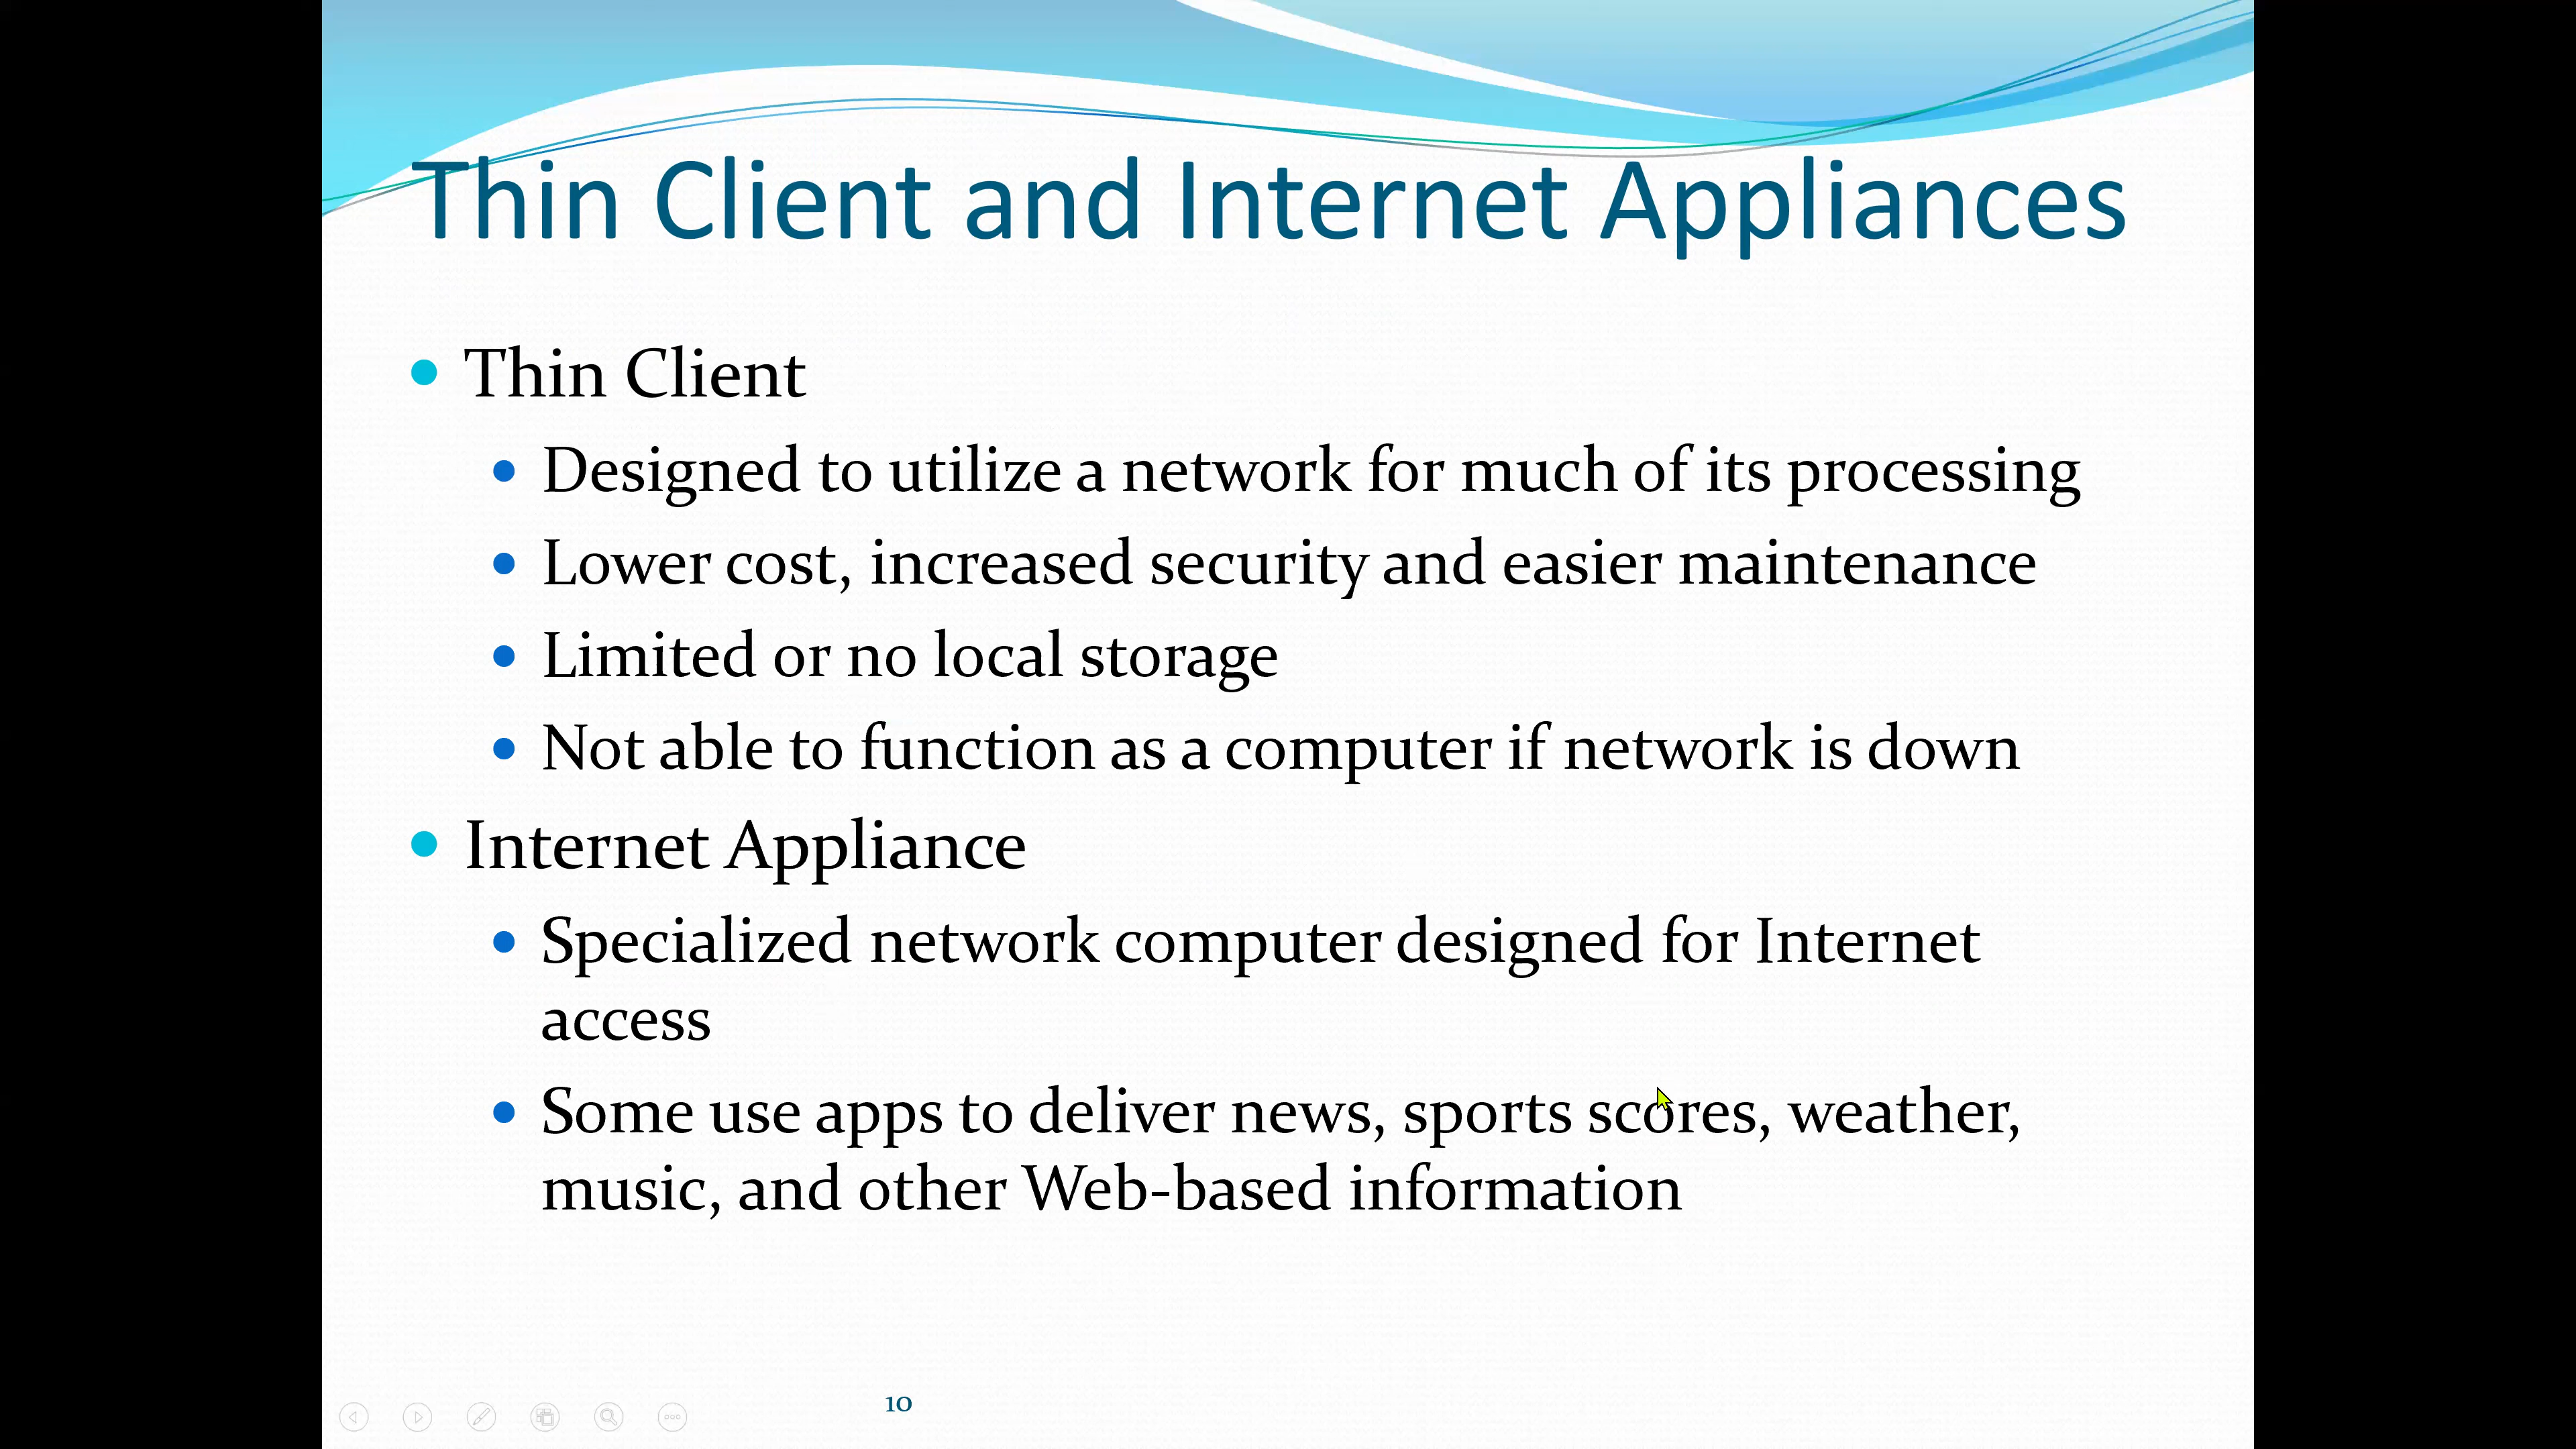 Thin Client and Internet Appliances
Thin Client
Designed to utilize a network for much of its processing
Lower cost, increased security and easier maintenance
Limited or no local storage
Not able to function as a computer if network is down
Internet Appliance
Specialized network computer designed for Internet
access
Some use apps to deliver news, sports scores, weather,
music, and other Web-based information
10